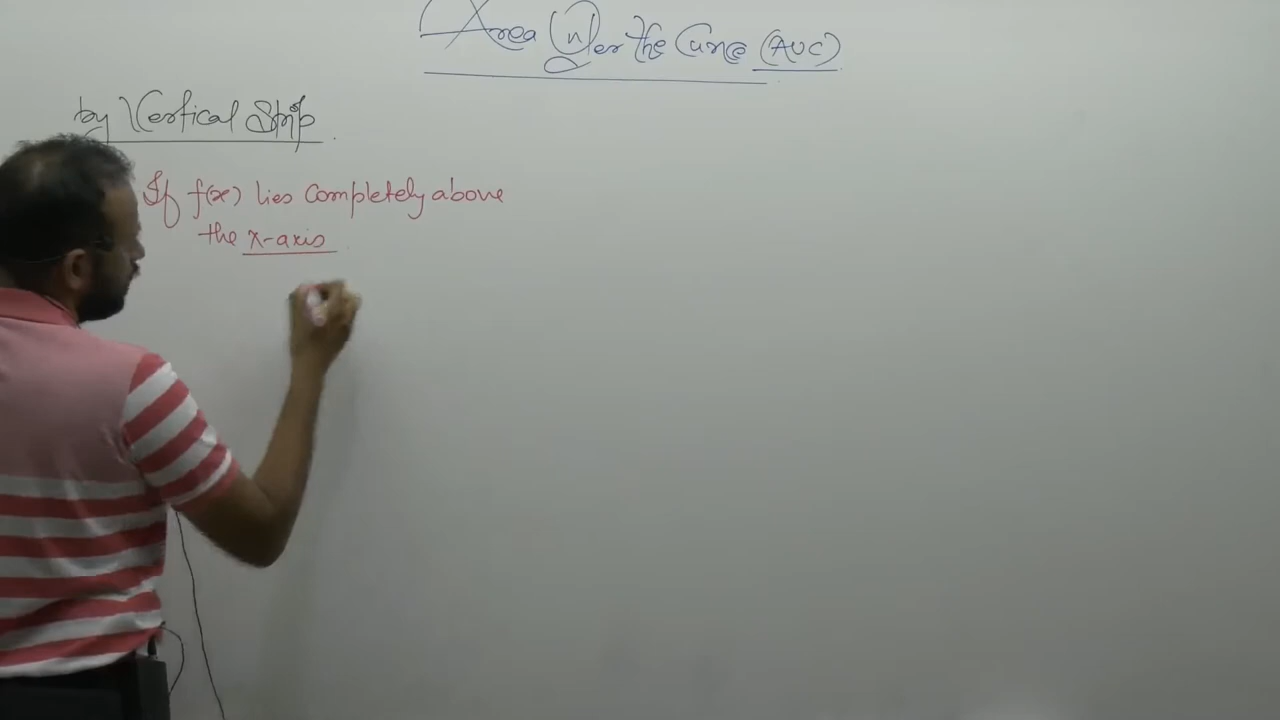 Area Under the Curve (AUC)
by Vertical Strip
If f(x) lies completely above
the x-axis